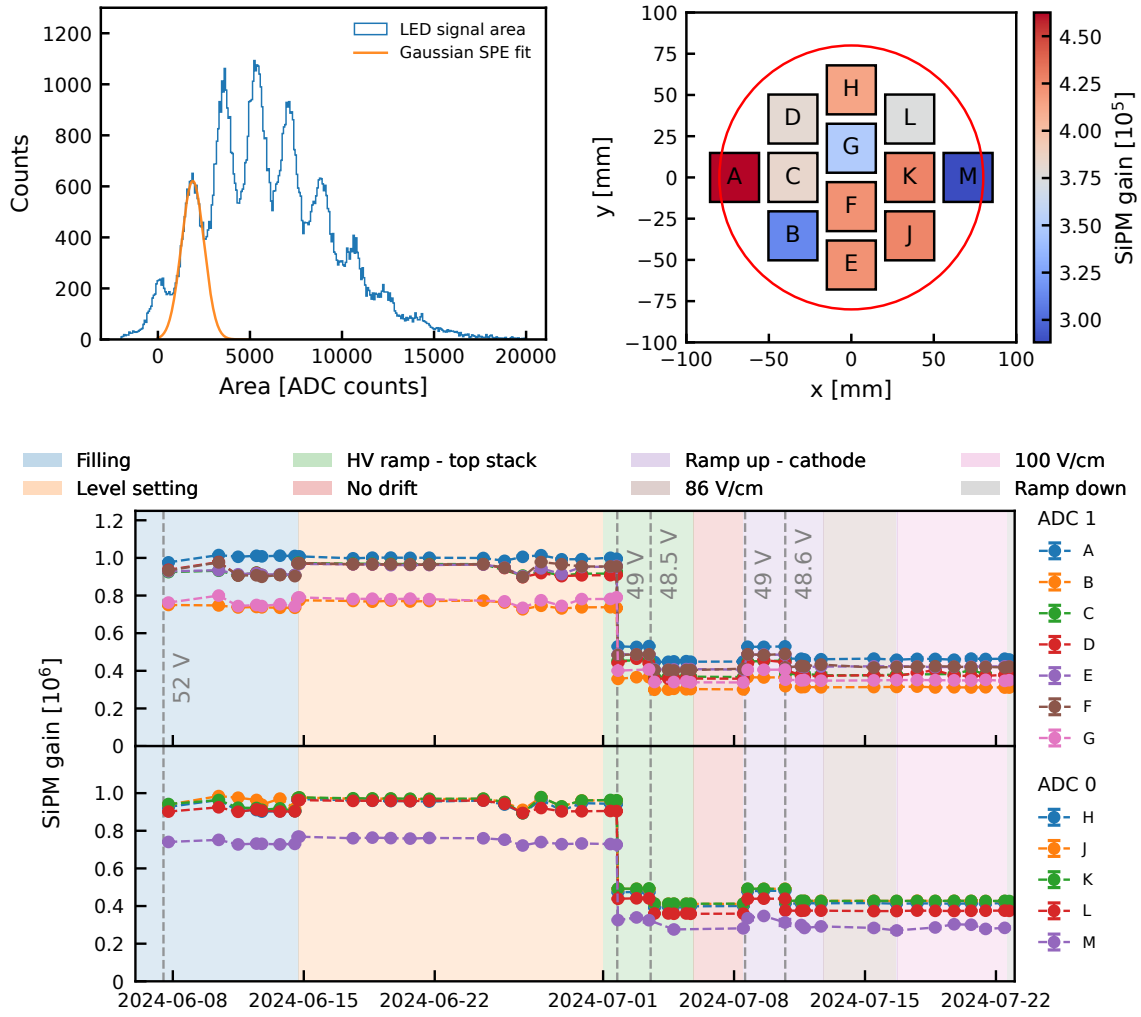 LED signal area
Gaussian SPE fit
Counts
0
200
400
600
800
1000
1200
0
5000
10000
15000
20000
Area [ADC counts]
100
75
50
25
0
−25
−50
−75
−100
y [mm]
H
D
L
G
A
C
K
M
F
B
J
E
−100
−50
0
50
100
x [mm]
4.50
4.25
4.00
3.75
3.50
3.25
3.00
SiPM gain [10⁵]
Filling
HV ramp - top stack
Ramp up - cathode
100 V/cm
Level setting
No drift
86 V/cm
Ramp down
SiPM gain [10⁶]
1.2
1.0
0.8
0.6
0.4
0.2
0
52 V
49 V
48.5 V
49 V
48.6 V
ADC 1
A
B
C
D
E
F
G
1.0
0.8
0.6
0.4
0.2
0
ADC 0
H
J
K
L
M
2024-06-08
2024-06-15
2024-06-22
2024-07-01
2024-07-08
2024-07-15
2024-07-22